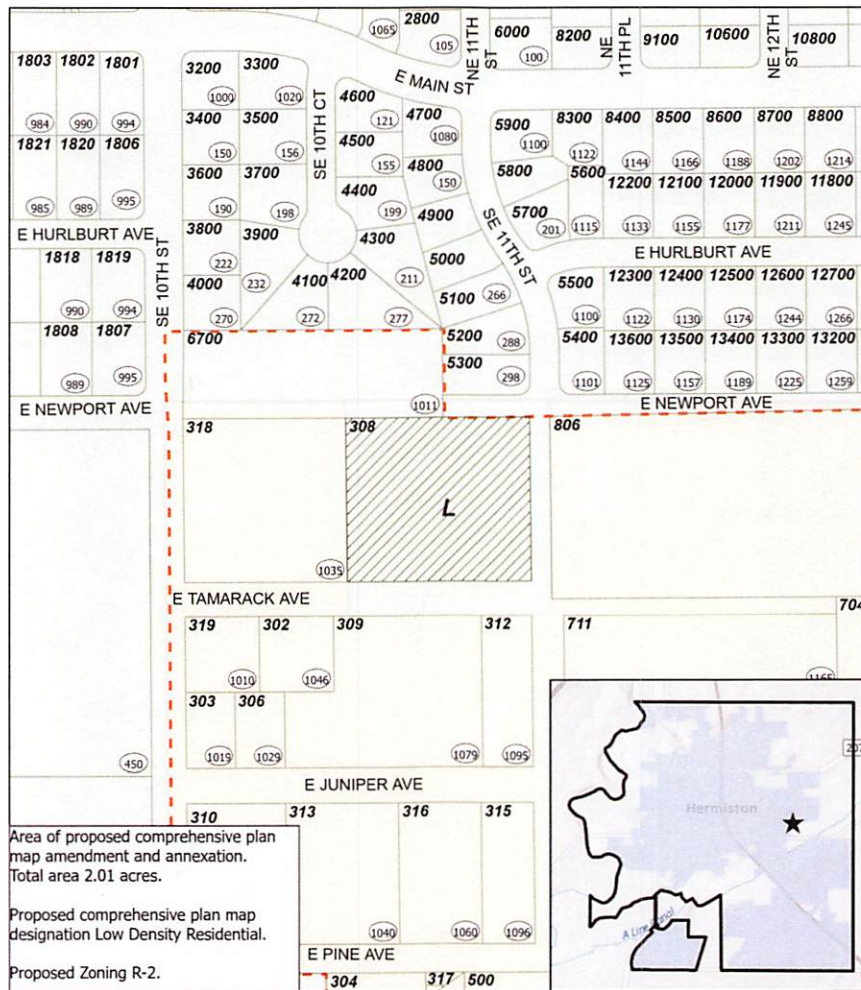 1065
2800
105
NE 11TH ST
6000
100
8200
NE 11TH PL
9100
10600
NE 12TH ST
10800
E MAIN ST
1803 1802 1801
984 990 994
1821 1820 1806
985 989 995
E HURLBURT AVE
1818 1819
990 994
1808 1807
989 995
E NEWPORT AVE
SE 10TH ST
3200 3300
1000 1020
3400 3500
150 156
3600 3700
190 198
3800 3900
222
4000
232
270
4100 4200
272 277
SE 10TH CT
4600
121
4700
1080
4500
155
4800
150
4400
199
4900
4300
211
5000
5100
266
5200
288
5300
298
SE 11TH ST
5900
1100
5800
5700
201
8300 8400 8500 8600 8700 8800
1122 1144 1166 1188 1202 1214
5600 12200 12100 12000 11900 11800
1115 1133 1155 1177 1211 1245
E HURLBURT AVE
5500 12300 12400 12500 12600 12700
1100 1122 1130 1174 1244 1266
5400 13600 13500 13400 13300 13200
1101 1125 1157 1189 1225 1259
E NEWPORT AVE
6700
1011
318 308 806
L
1035
E TAMARACK AVE
704
319 302 309 312 711
1010 1046
1165
303 306
1019 1029 1079 1095
450
E JUNIPER AVE
310 313 316 315
1040 1060 1096
E PINE AVE
304 317 500
Area of proposed comprehensive plan
map amendment and annexation.
Total area 2.01 acres.
Proposed comprehensive plan map
designation Low Density Residential.
Proposed Zoning R-2.
207
Hermiston
A Line Canal